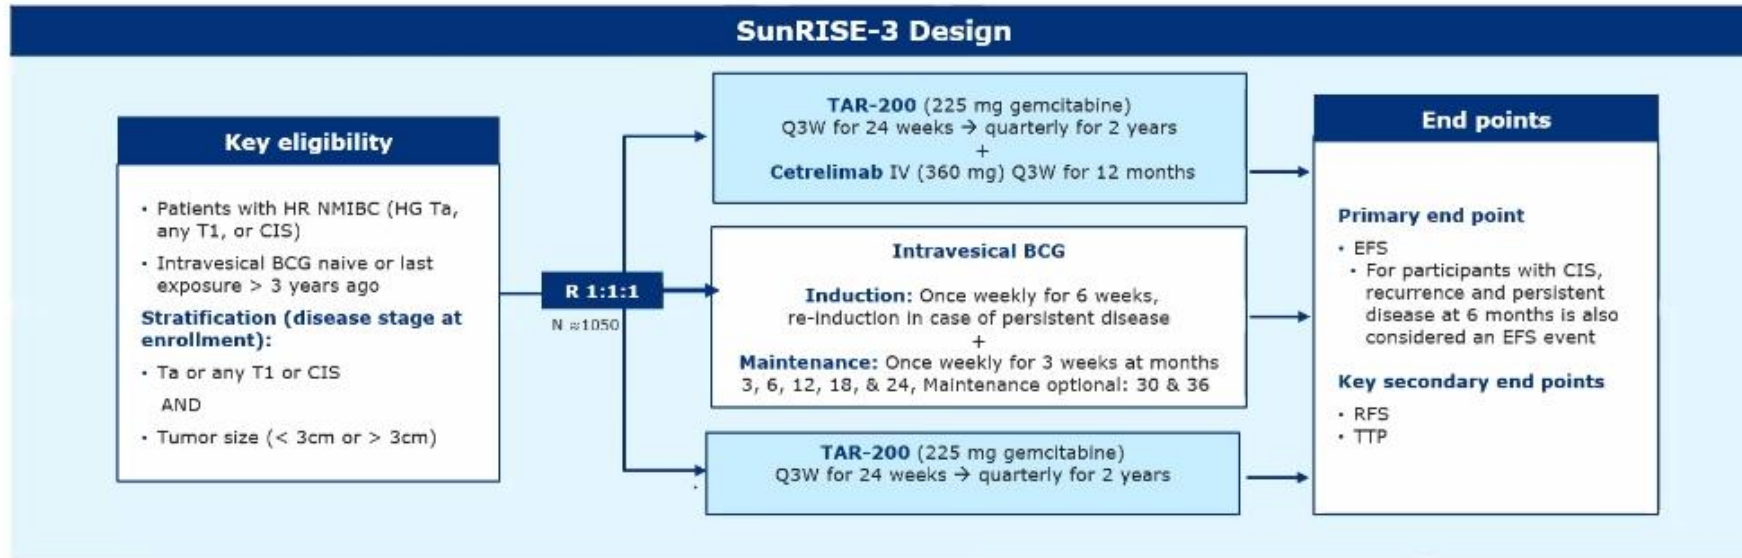 SunRISE-3 Design
Key eligibility
• Patients with HR NMIBC (HG Ta,
any T1, or CIS)
• Intravesical BCG naive or last
exposure > 3 years ago
Stratification (disease stage at
enrollment):
• Ta or any T1 or CIS
AND
• Tumor size (< 3cm or > 3cm)
R 1:1:1
N ≈1050
TAR-200 (225 mg gemcitabine)
Q3W for 24 weeks → quarterly for 2 years
+
Cetrelimab IV (360 mg) Q3W for 12 months
Intravesical BCG
Induction: Once weekly for 6 weeks,
re-induction in case of persistent disease
+
Maintenance: Once weekly for 3 weeks at months
3, 6, 12, 18, & 24, Maintenance optional: 30 & 36
TAR-200 (225 mg gemcitabine)
Q3W for 24 weeks → quarterly for 2 years
End points
Primary end point
• EFS
• For participants with CIS,
recurrence and persistent
disease at 6 months is also
considered an EFS event
Key secondary end points
• RFS
• TTP